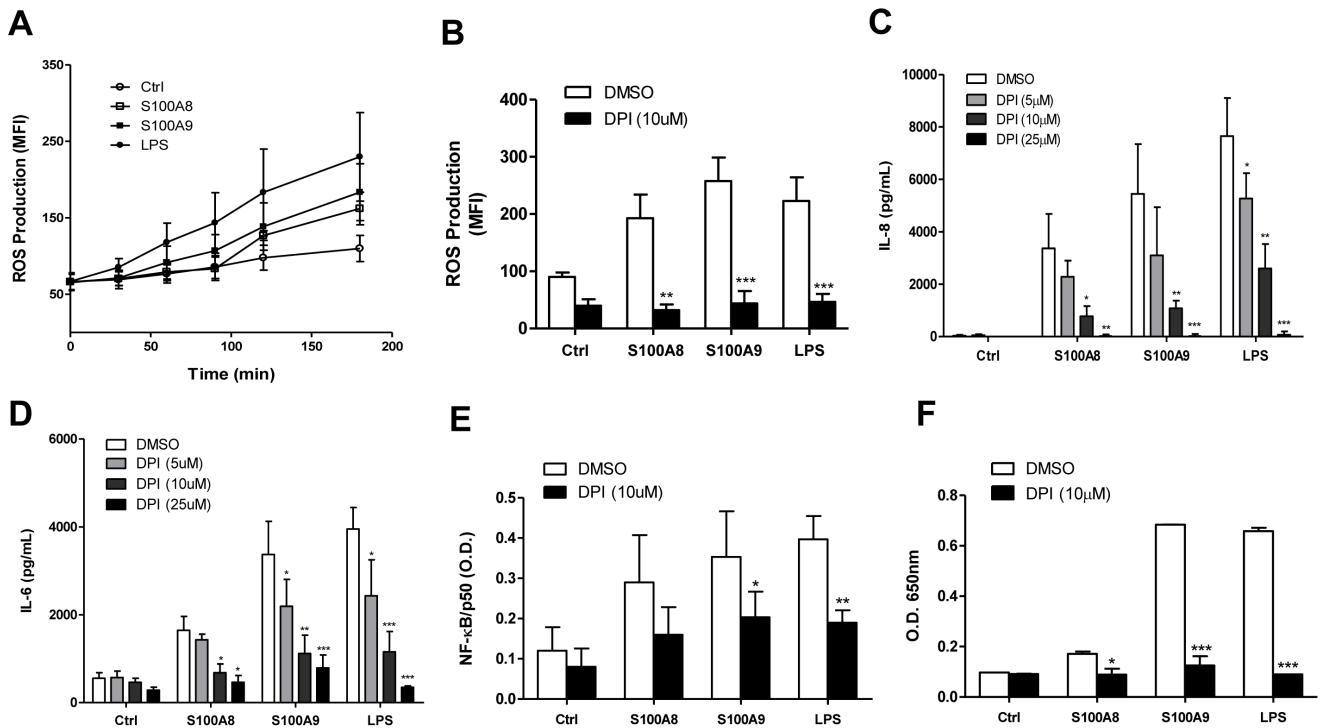 A
350
250
150
50
ROS Production (MFI)
Ctrl
S100A8
S100A9
LPS
0 50 100 150 200
Time (min)
B
DMSO
DPI (10uM)
400
300
200
100
0
ROS Production
(MFI)
** *** ***
Ctrl S100A8 S100A9 LPS
C
DMSO
DPI (5μM)
DPI (10μM)
DPI (25μM)
10000
8000
6000
4000
2000
0
IL-8 (pg/mL)
* ** ** *** * ** ***
Ctrl S100A8 S100A9 LPS
D
DMSO
DPI (5uM)
DPI (10uM)
DPI (25uM)
6000
4000
2000
0
IL-6 (pg/mL)
* * * ** *** * *** ***
Ctrl S100A8 S100A9 LPS
E
DMSO
DPI (10uM)
0.5
0.4
0.3
0.2
0.1
0.0
NF-κB/p50 (O.D.)
* **
Ctrl S100A8 S100A9 LPS
F
DMSO
DPI (10μM)
0.8
0.6
0.4
0.2
0.0
O.D. 650nm
* *** ***
Ctrl S100A8 S100A9 LPS